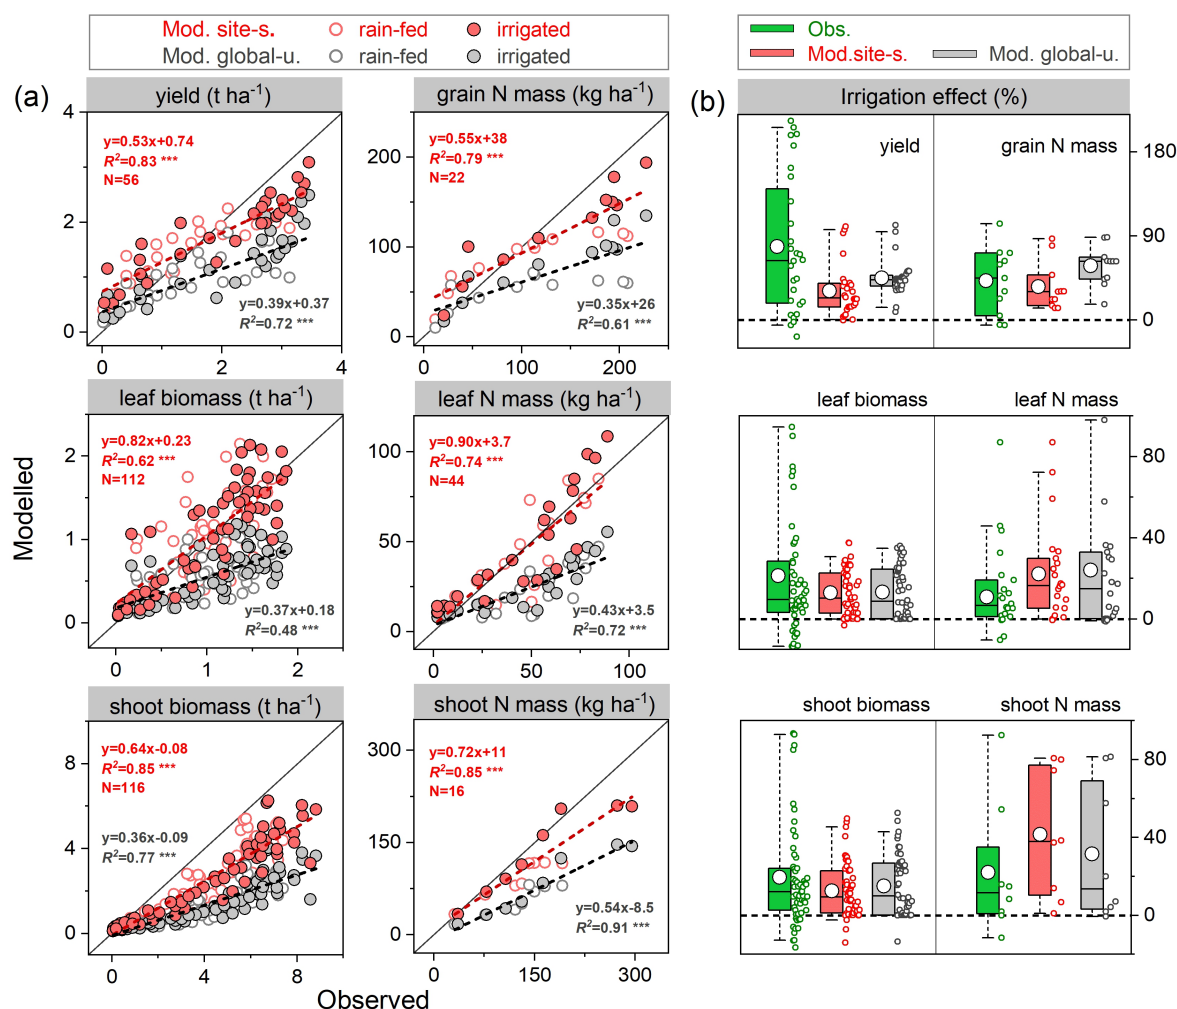 Mod. site-s. rain-fed irrigated
Mod. global-u. rain-fed irrigated
Obs.
Mod.site-s. Mod. global-u.
(a)
yield (t ha⁻¹)
y=0.53x+0.74
R²=0.83 ***
N=56
y=0.39x+0.37
R²=0.72 ***
4
2
0
0 2 4
grain N mass (kg ha⁻¹)
y=0.55x+38
R²=0.79 ***
N=22
y=0.35x+26
R²=0.61 ***
200
100
0
0 100 200
leaf biomass (t ha⁻¹)
y=0.82x+0.23
R²=0.62 ***
N=112
y=0.37x+0.18
R²=0.48 ***
2
1
0
0 1 2
leaf N mass (kg ha⁻¹)
y=0.90x+3.7
R²=0.74 ***
N=44
y=0.43x+3.5
R²=0.72 ***
100
50
0
0 50 100
shoot biomass (t ha⁻¹)
y=0.64x-0.08
R²=0.85 ***
N=116
y=0.36x-0.09
R²=0.77 ***
8
4
0
0 4 8
shoot N mass (kg ha⁻¹)
y=0.72x+11
R²=0.85 ***
N=16
y=0.54x-8.5
R²=0.91 ***
300
150
0
0 150 300
Modelled
Observed
(b)
Irrigation effect (%)
yield grain N mass
180
90
0
leaf biomass leaf N mass
80
40
0
shoot biomass shoot N mass
80
40
0